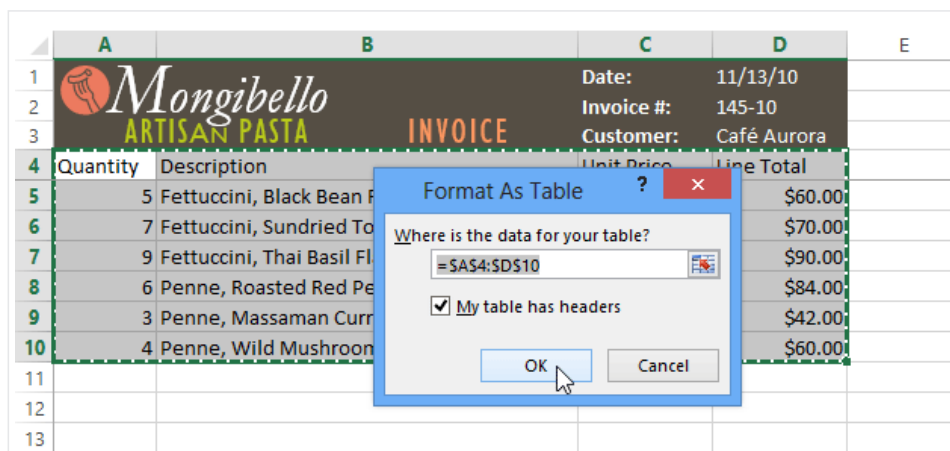 A B C D E
1 Mongibello Date: 11/13/10
2 Invoice #: 145-10
3 ARTISAN PASTA INVOICE Customer: Café Aurora
4 Quantity Description Unit Price Line Total
5 5 Fettuccini, Black Bean $60.00
6 7 Fettuccini, Sundried To $70.00
7 9 Fettuccini, Thai Basil Fl $90.00
8 6 Penne, Roasted Red Pe $84.00
9 3 Penne, Massaman Curr $42.00
10 4 Penne, Wild Mushroom $60.00
11
12
13
Format As Table ?
Where is the data for your table?
=$A$4:$D$10
My table has headers
OK Cancel